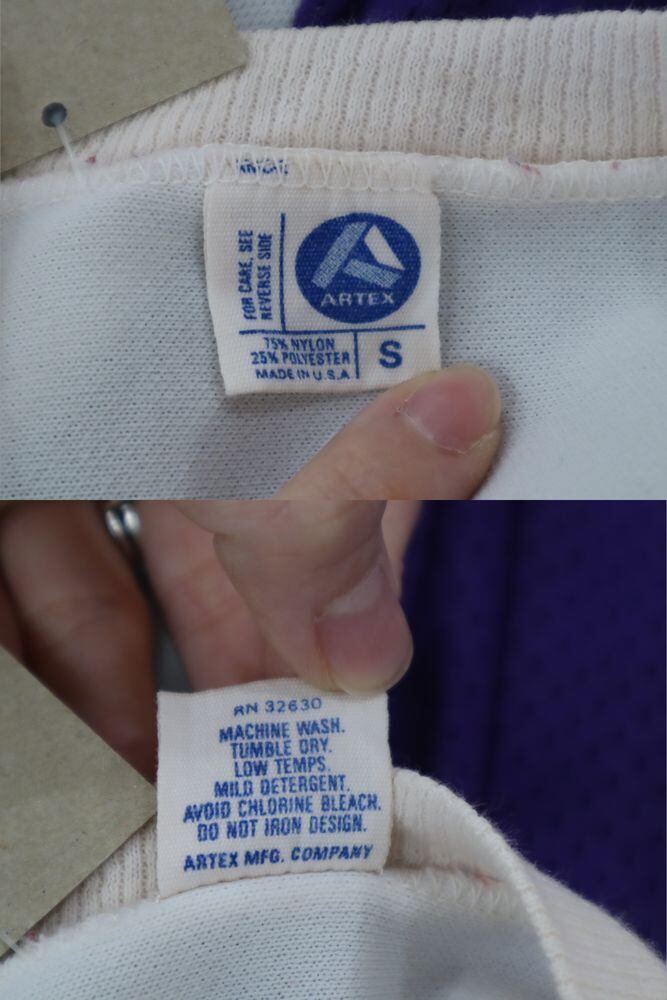 FOR CARE, SEE
REVERSE SIDE
ARTEX
75% NYLON
25% POLYESTER
MADE IN U.S.A
S
RN 32630
MACHINE WASH.
TUMBLE DRY.
LOW TEMPS.
MILD DETERGENT.
AVOID CHLORINE BLEACH.
DO NOT IRON DESIGN.
ARTEX MFG. COMPANY